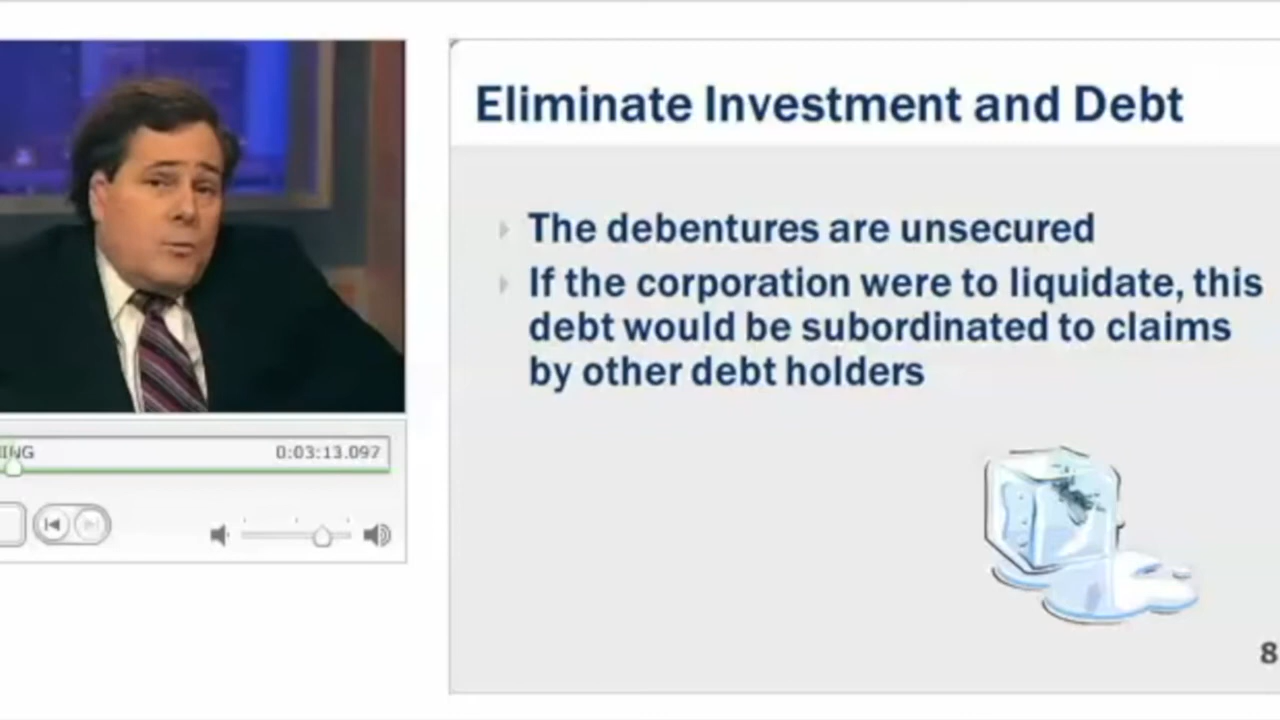 Eliminate Investment and Debt
The debentures are unsecured
If the corporation were to liquidate, this
debt would be subordinated to claims
by other debt holders
ING
0:03:13.097
8